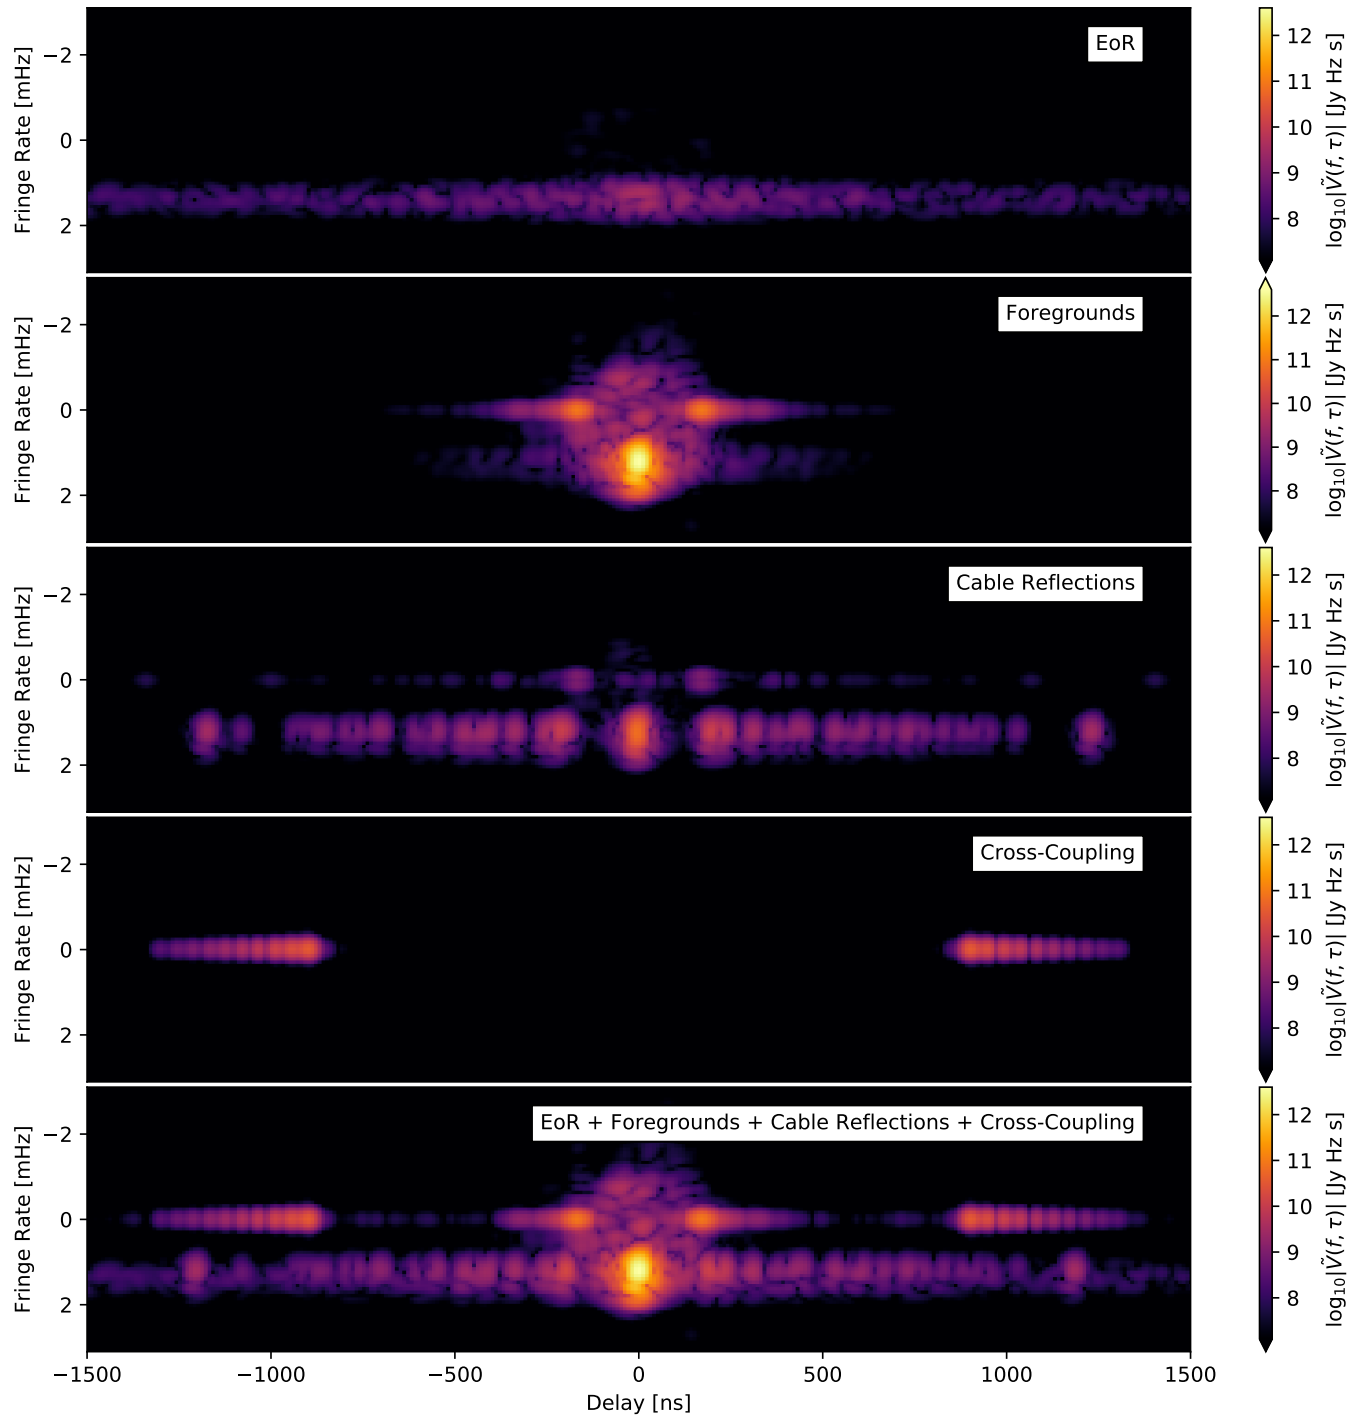 EoR
Fringe Rate [mHz]
−2
0
2
12
11
10
9
8
log₁₀|Ṽ(f, τ)| [Jy Hz s]
Foregrounds
Fringe Rate [mHz]
−2
0
2
12
11
10
9
8
log₁₀|Ṽ(f, τ)| [Jy Hz s]
Cable Reflections
Fringe Rate [mHz]
−2
0
2
12
11
10
9
8
log₁₀|Ṽ(f, τ)| [Jy Hz s]
Cross-Coupling
Fringe Rate [mHz]
−2
0
2
12
11
10
9
8
log₁₀|Ṽ(f, τ)| [Jy Hz s]
EoR + Foregrounds + Cable Reflections + Cross-Coupling
Fringe Rate [mHz]
−2
0
2
12
11
10
9
8
log₁₀|Ṽ(f, τ)| [Jy Hz s]
−1500 −1000 −500 0 500 1000 1500
Delay [ns]